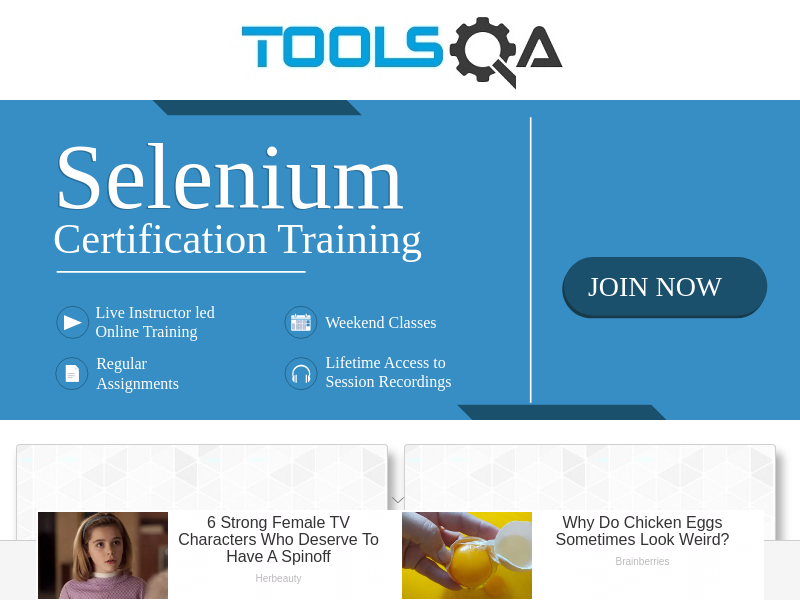 TOOLSQA
Selenium
Certification Training
Live Instructor led
Online Training
Weekend Classes
Regular
Assignments
Lifetime Access to
Session Recordings
JOIN NOW
6 Strong Female TV
Characters Who Deserve To
Have A Spinoff
Herbeauty
Why Do Chicken Eggs
Sometimes Look Weird?
Brainberries